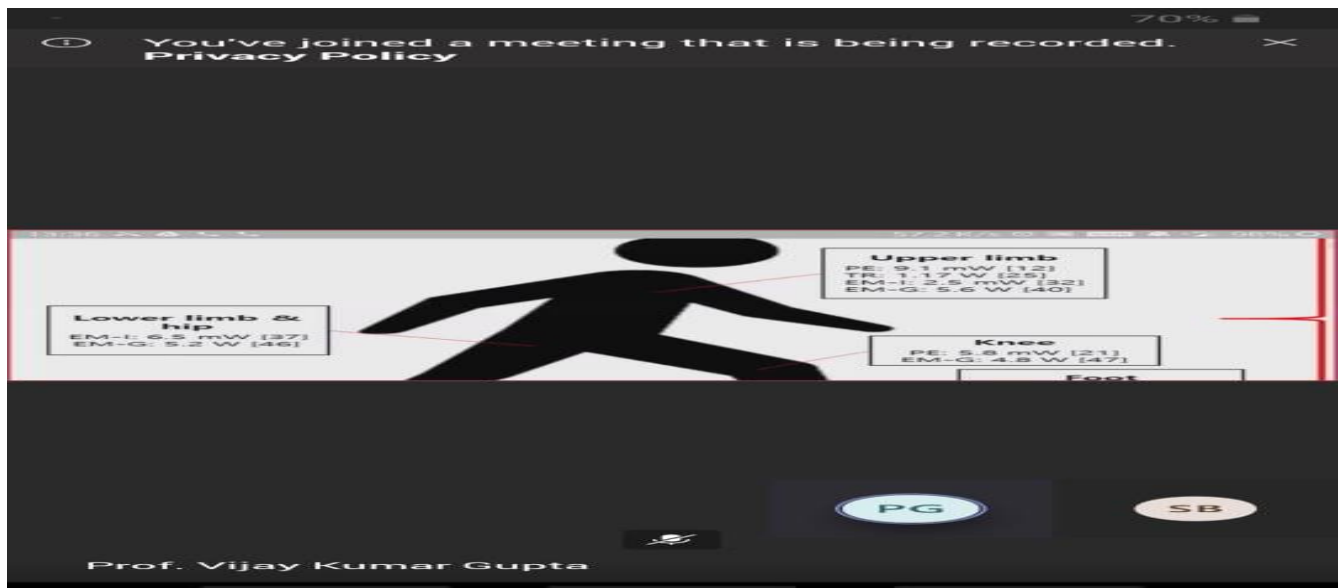 70%
You've joined a meeting that is being recorded.
Privacy Policy
13:36
98%
Upper limb
PE: 9.1 mW [12]
TR: 1.17 W [25]
EM-I: 2.5 mW [32]
EM-G: 5.6 W [40]
Lower limb &
hip
EM-I: 6.5 mW [37]
EM-G: 5.2 W [46]
Knee
PE: 5.8 mW [21]
EM-G: 4.8 W [47]
Foot
PG
SB
Prof. Vijay Kumar Gupta